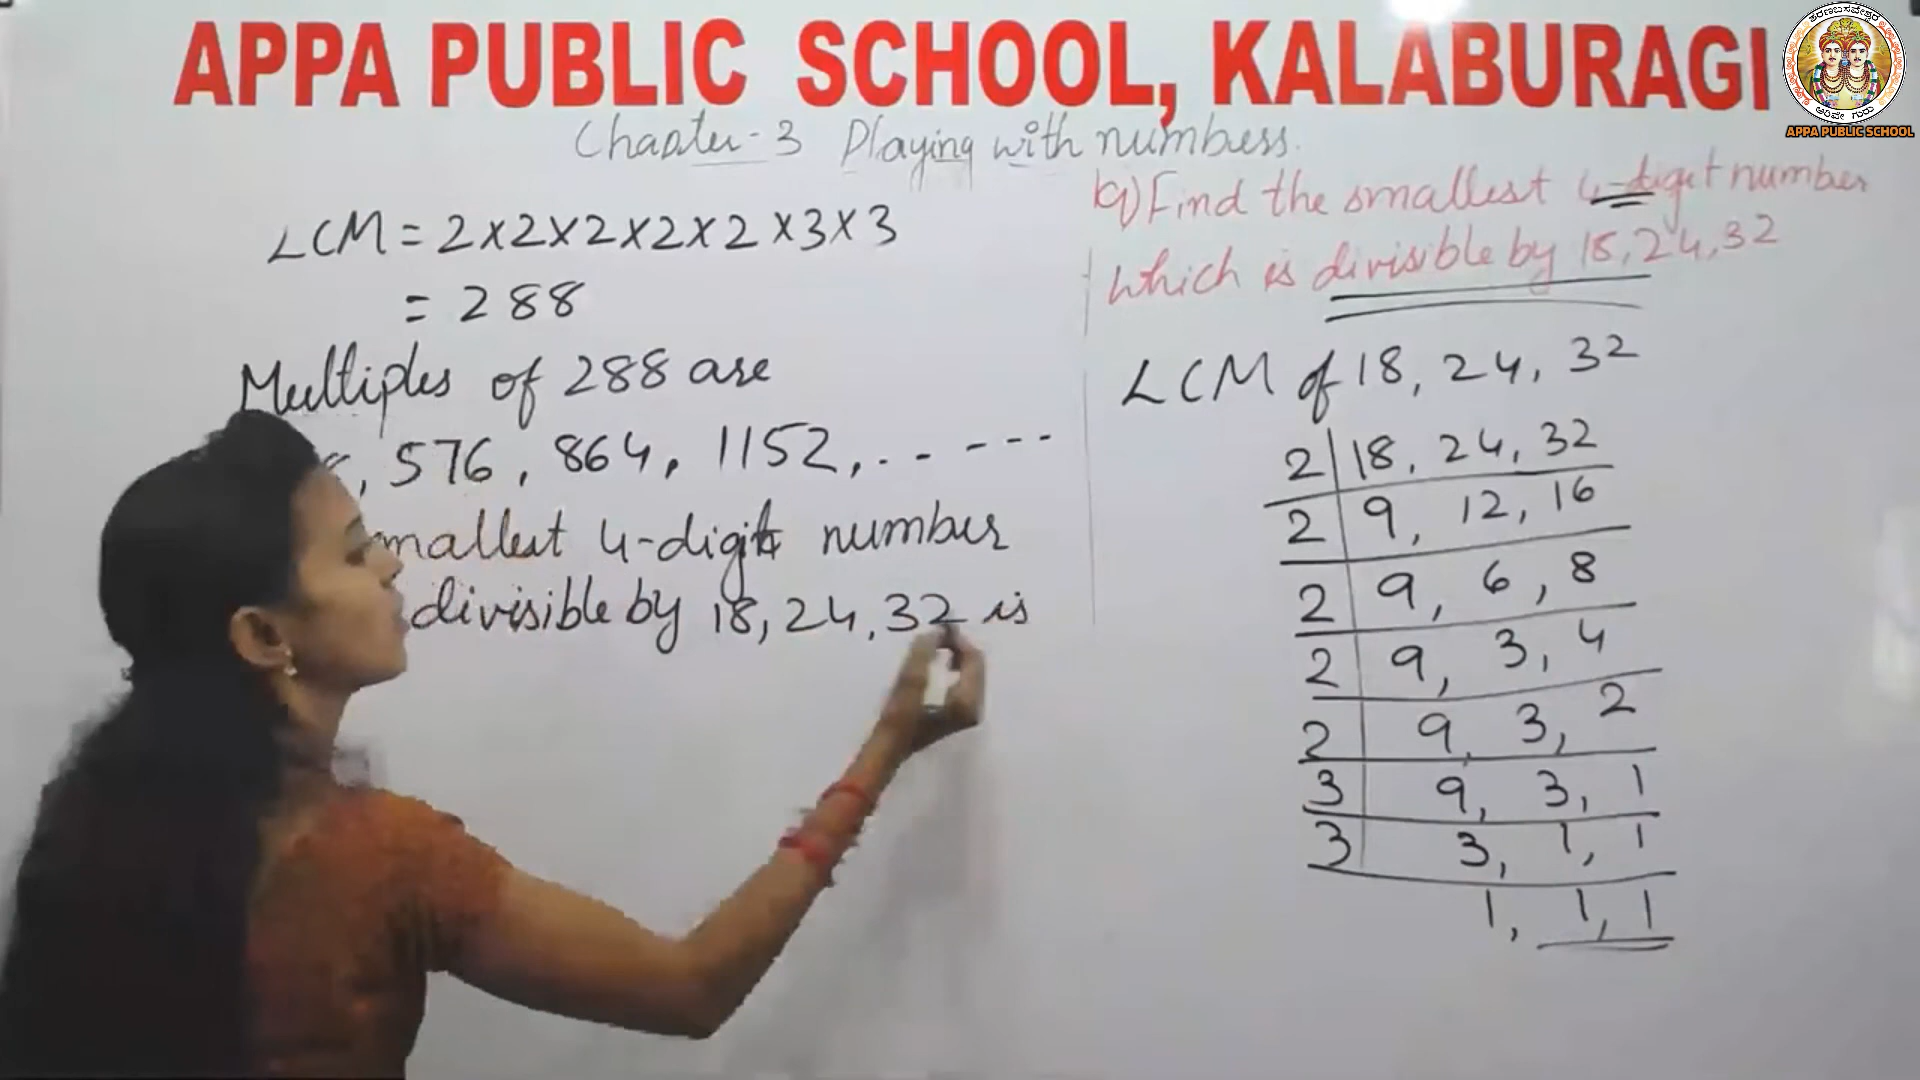 APPA PUBLIC SCHOOL, KALABURAGI
ಶರಣಬಸವೇಶ್ವರ
ಅರಿವೇ ಗುರು
APPA PUBLIC SCHOOL
Chapter-3 Playing with numbers.
LCM = 2×2×2×2×2×3×3
= 288
Multiples of 288 are
, 576, 864, 1152, ..----
mallest 4-digit number
divisible by 18, 24, 32 is
Q) Find the smallest 4-digit number
which is divisible by 18, 24, 32
LCM of 18, 24, 32
2 | 18, 24, 32
2 | 9, 12, 16
2 | 9, 6, 8
2 | 9, 3, 4
2 | 9, 3, 2
3 | 9, 3, 1
3 | 3, 1, 1
1, 1, 1